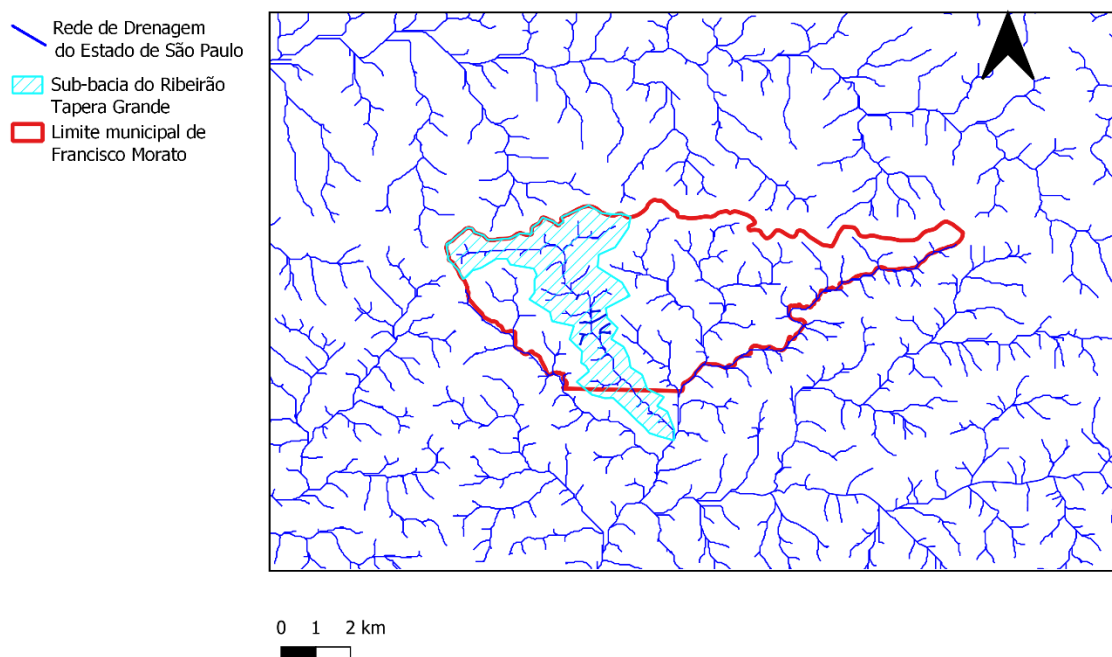 Rede de Drenagem
do Estado de São Paulo
Sub-bacia do Ribeirão
Tapera Grande
Limite municipal de
Francisco Morato
0 1 2 km